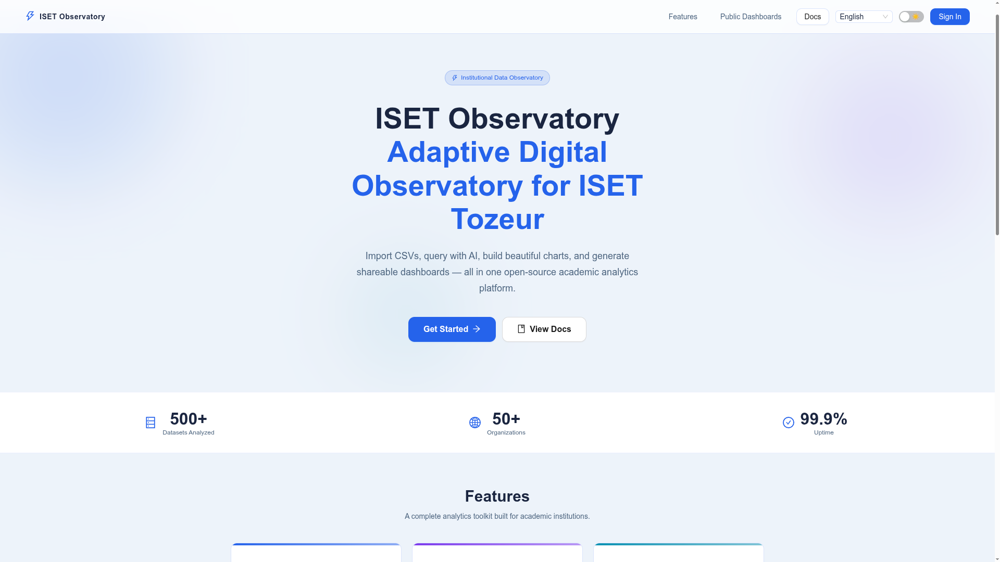 ISET Observatory
Features
Public Dashboards
Docs
English
Sign In
Institutional Data Observatory
ISET Observatory
Adaptive Digital
Observatory for ISET
Tozeur
Import CSVs, query with AI, build beautiful charts, and generate
shareable dashboards — all in one open-source academic analytics
platform.
Get Started
View Docs
500+
Datasets Analyzed
50+
Organizations
99.9%
Uptime
Features
A complete analytics toolkit built for academic institutions.